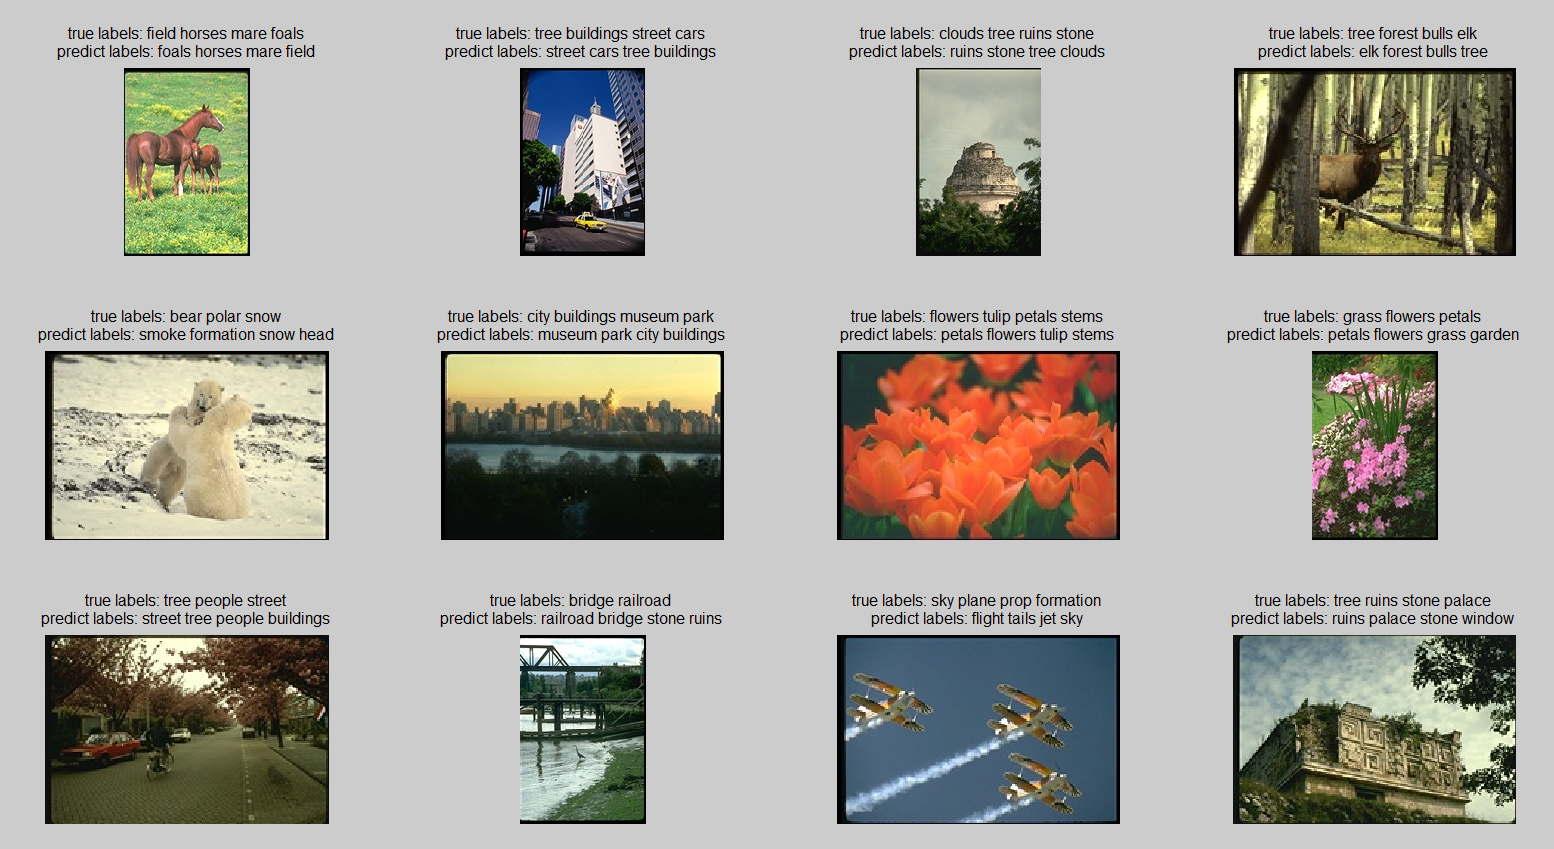 true labels: field horses mare foals
predict labels: foals horses mare field
true labels: tree buildings street cars
predict labels: street cars tree buildings
true labels: clouds tree ruins stone
predict labels: ruins stone tree clouds
true labels: tree forest bulls elk
predict labels: elk forest bulls tree
true labels: bear polar snow
predict labels: smoke formation snow head
true labels: city buildings museum park
predict labels: museum park city buildings
true labels: flowers tulip petals stems
predict labels: petals flowers tulip stems
true labels: grass flowers petals
predict labels: petals flowers grass garden
true labels: tree people street
predict labels: street tree people buildings
true labels: bridge railroad
predict labels: railroad bridge stone ruins
true labels: sky plane prop formation
predict labels: flight tails jet sky
true labels: tree ruins stone palace
predict labels: ruins palace stone window